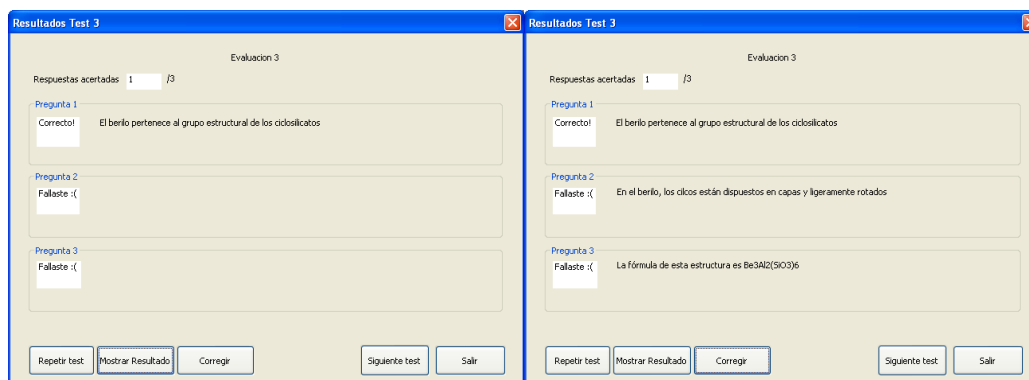 Resultados Test 3
Evaluacion 3
Respuestas acertadas 1 /3
Pregunta 1
Correcto! El berilo pertenece al grupo estructural de los ciclosilicatos
Pregunta 2
Fallaste :(
Pregunta 3
Fallaste :(
Repetir test Mostrar Resultado Corregir Siguiente test Salir
Resultados Test 3
Evaluacion 3
Respuestas acertadas 1 /3
Pregunta 1
Correcto! El berilo pertenece al grupo estructural de los ciclosilicatos
Pregunta 2
Fallaste :( En el berilo, los cilcos están dispuestos en capas y ligeramente rotados
Pregunta 3
Fallaste :( La fórmula de esta estructura es Be3Al2(SiO3)6
Repetir test Mostrar Resultado Corregir Siguiente test Salir